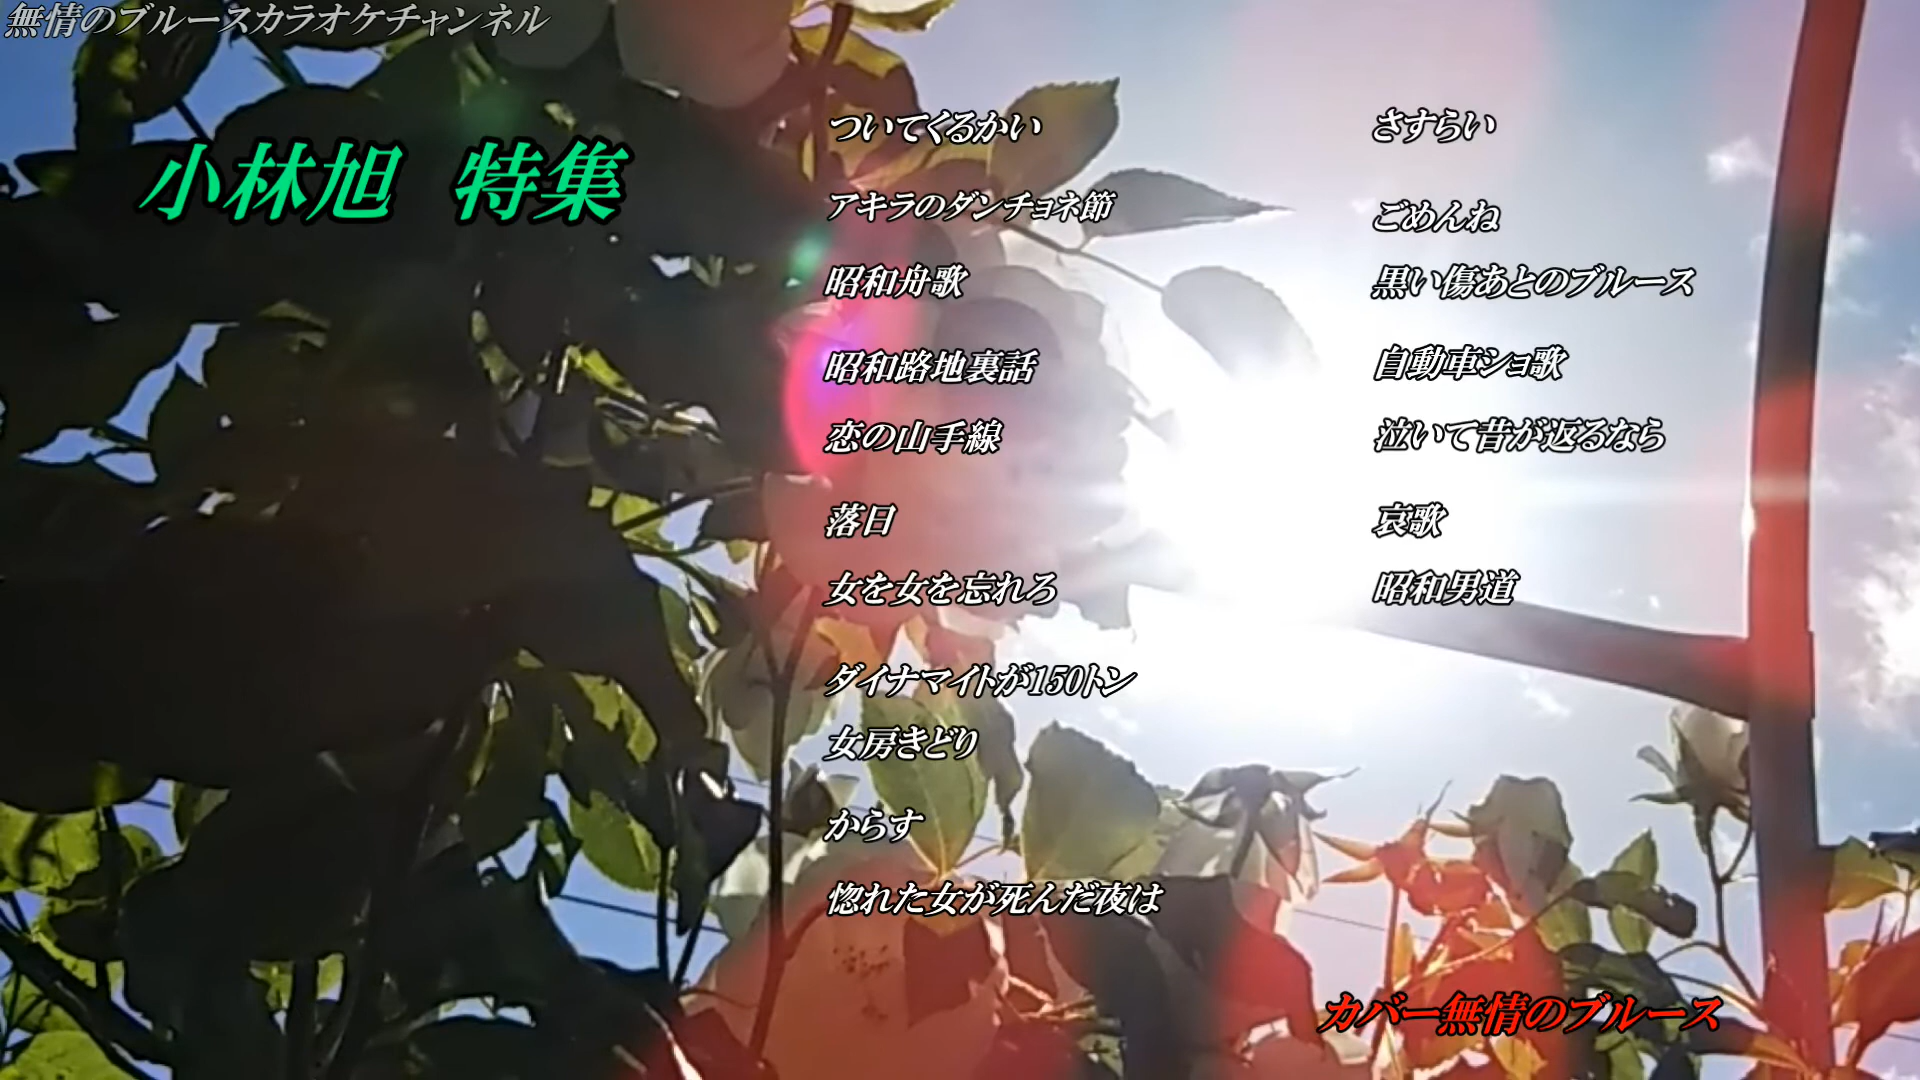 無情のブルースカラオケチャンネル
小林旭 特集
ついてくるかい
アキラのダンチョネ節
昭和舟歌
昭和路地裏話
恋の山手線
落日
女を女を忘れろ
ダイナマイトが150トン
女房きどり
からす
惚れた女が死んだ夜は
さすらい
ごめんね
黒い傷あとのブルース
自動車ショ歌
泣いて昔が返るなら
哀歌
昭和男道
カバー無情のブルース